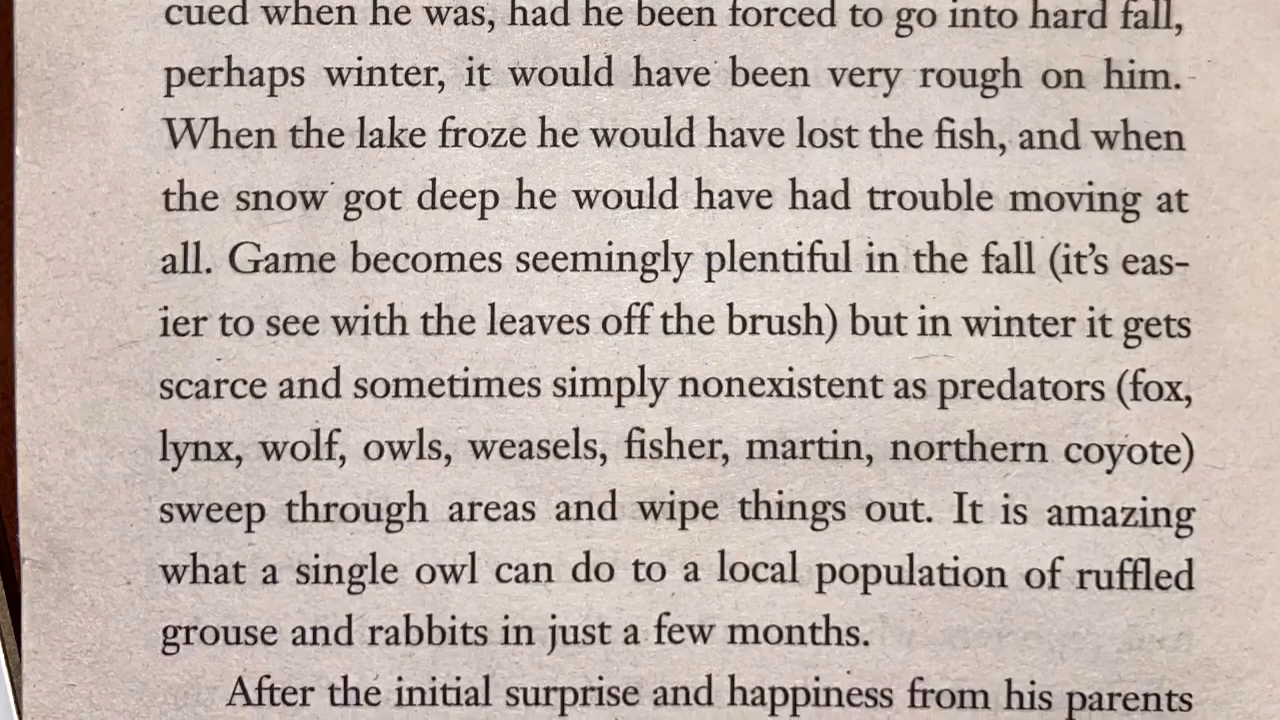 cued when he was, had he been forced to go into hard fall,
perhaps winter, it would have been very rough on him.
When the lake froze he would have lost the fish, and when
the snow got deep he would have had trouble moving at
all. Game becomes seemingly plentiful in the fall (it's eas-
ier to see with the leaves off the brush) but in winter it gets
scarce and sometimes simply nonexistent as predators (fox,
lynx, wolf, owls, weasels, fisher, martin, northern coyote)
sweep through areas and wipe things out. It is amazing
what a single owl can do to a local population of ruffled
grouse and rabbits in just a few months.
After the initial surprise and happiness from his parents